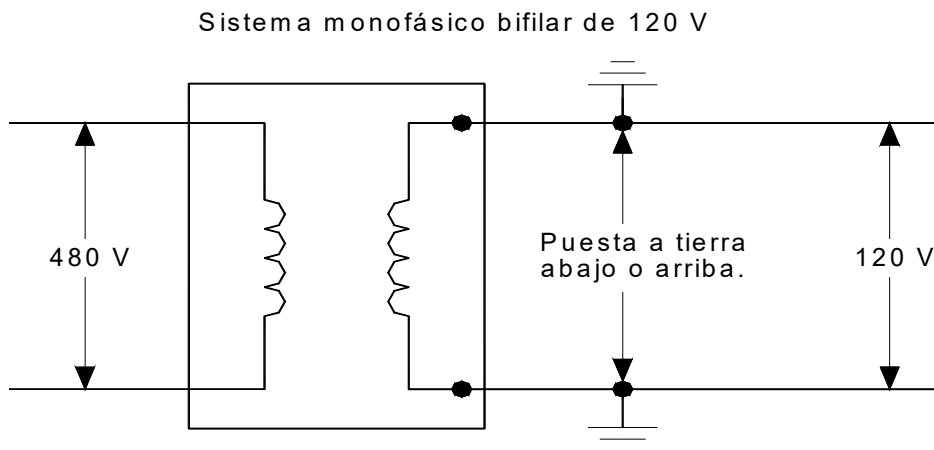 Sistema monofásico bifilar de 120 V
480 V
Puesta a tierra
abajo o arriba.
120 V